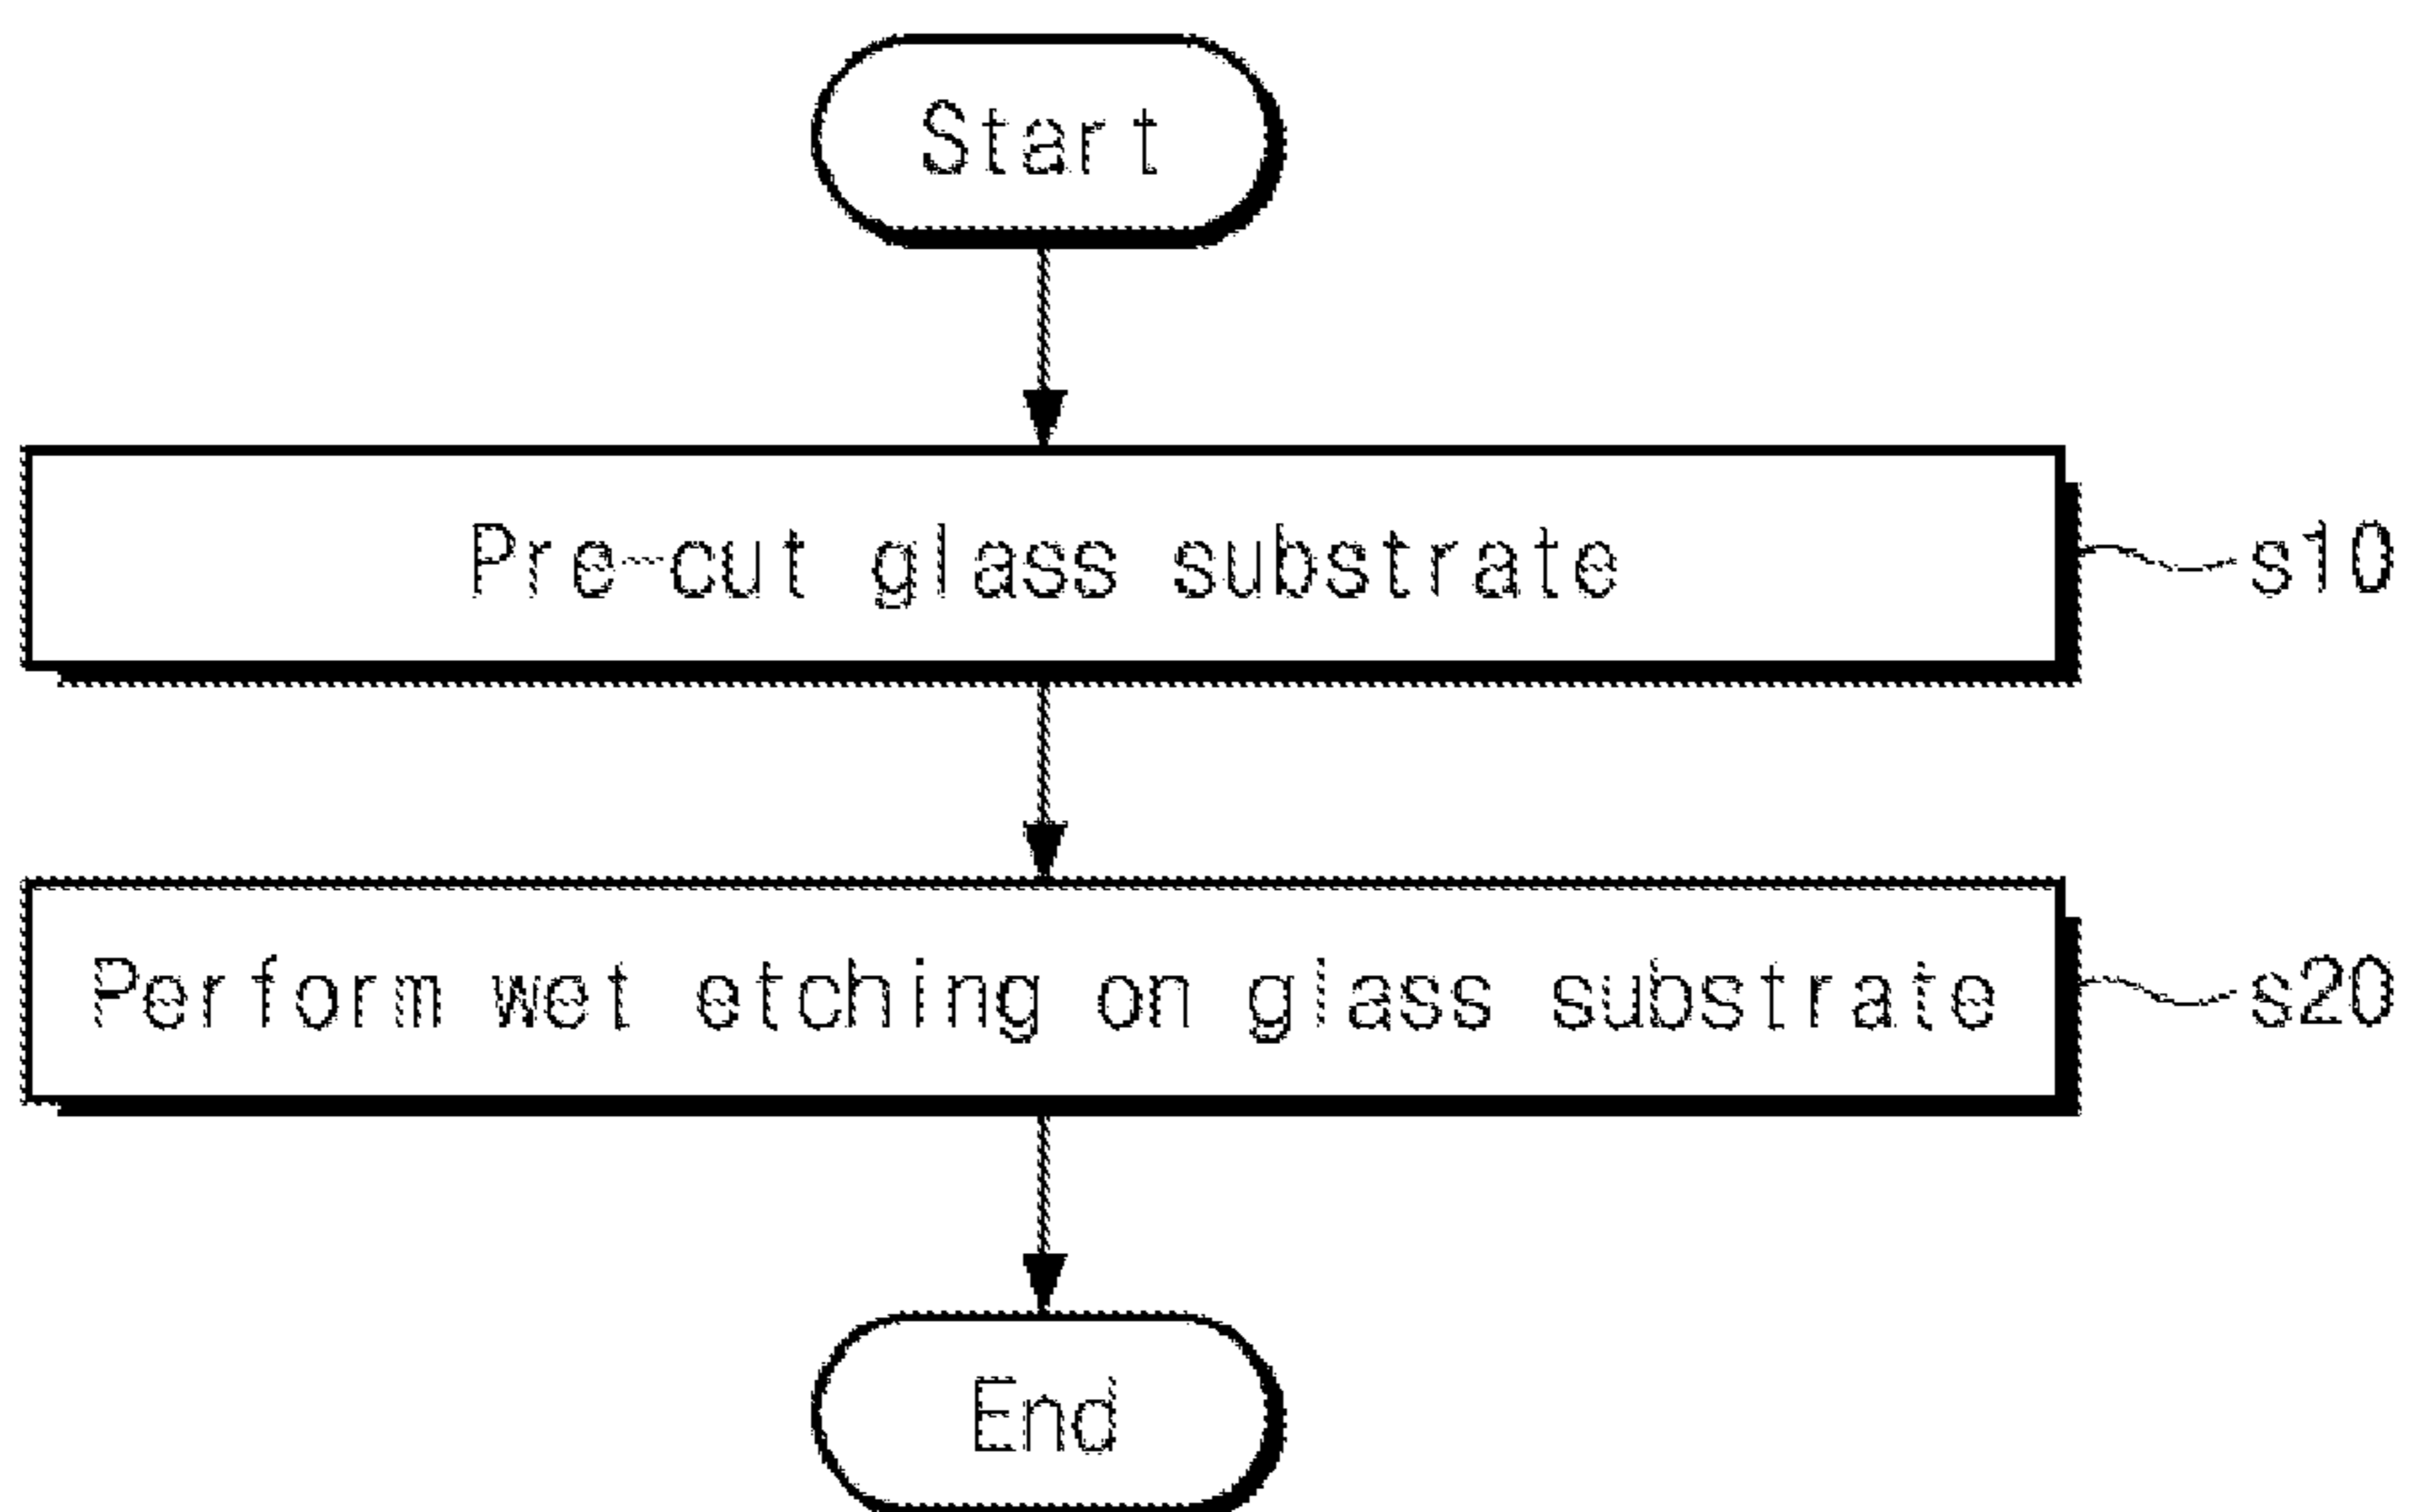 Start
Pre-cut glass substrate
s10
Perform wet etching on glass substrate
s20
End